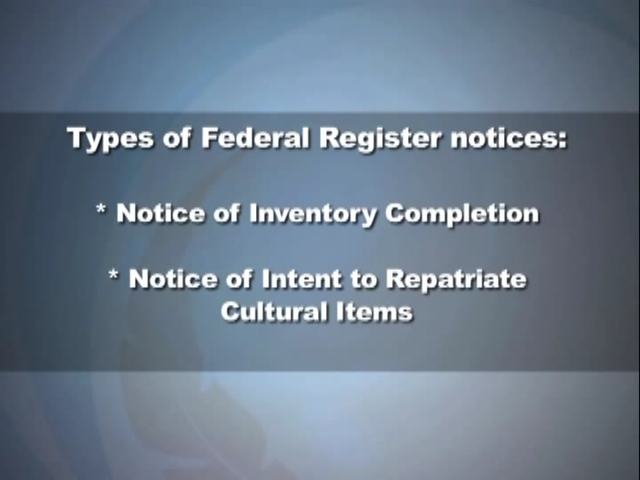 Types of Federal Register notices:
* Notice of Inventory Completion
* Notice of Intent to Repatriate
Cultural Items